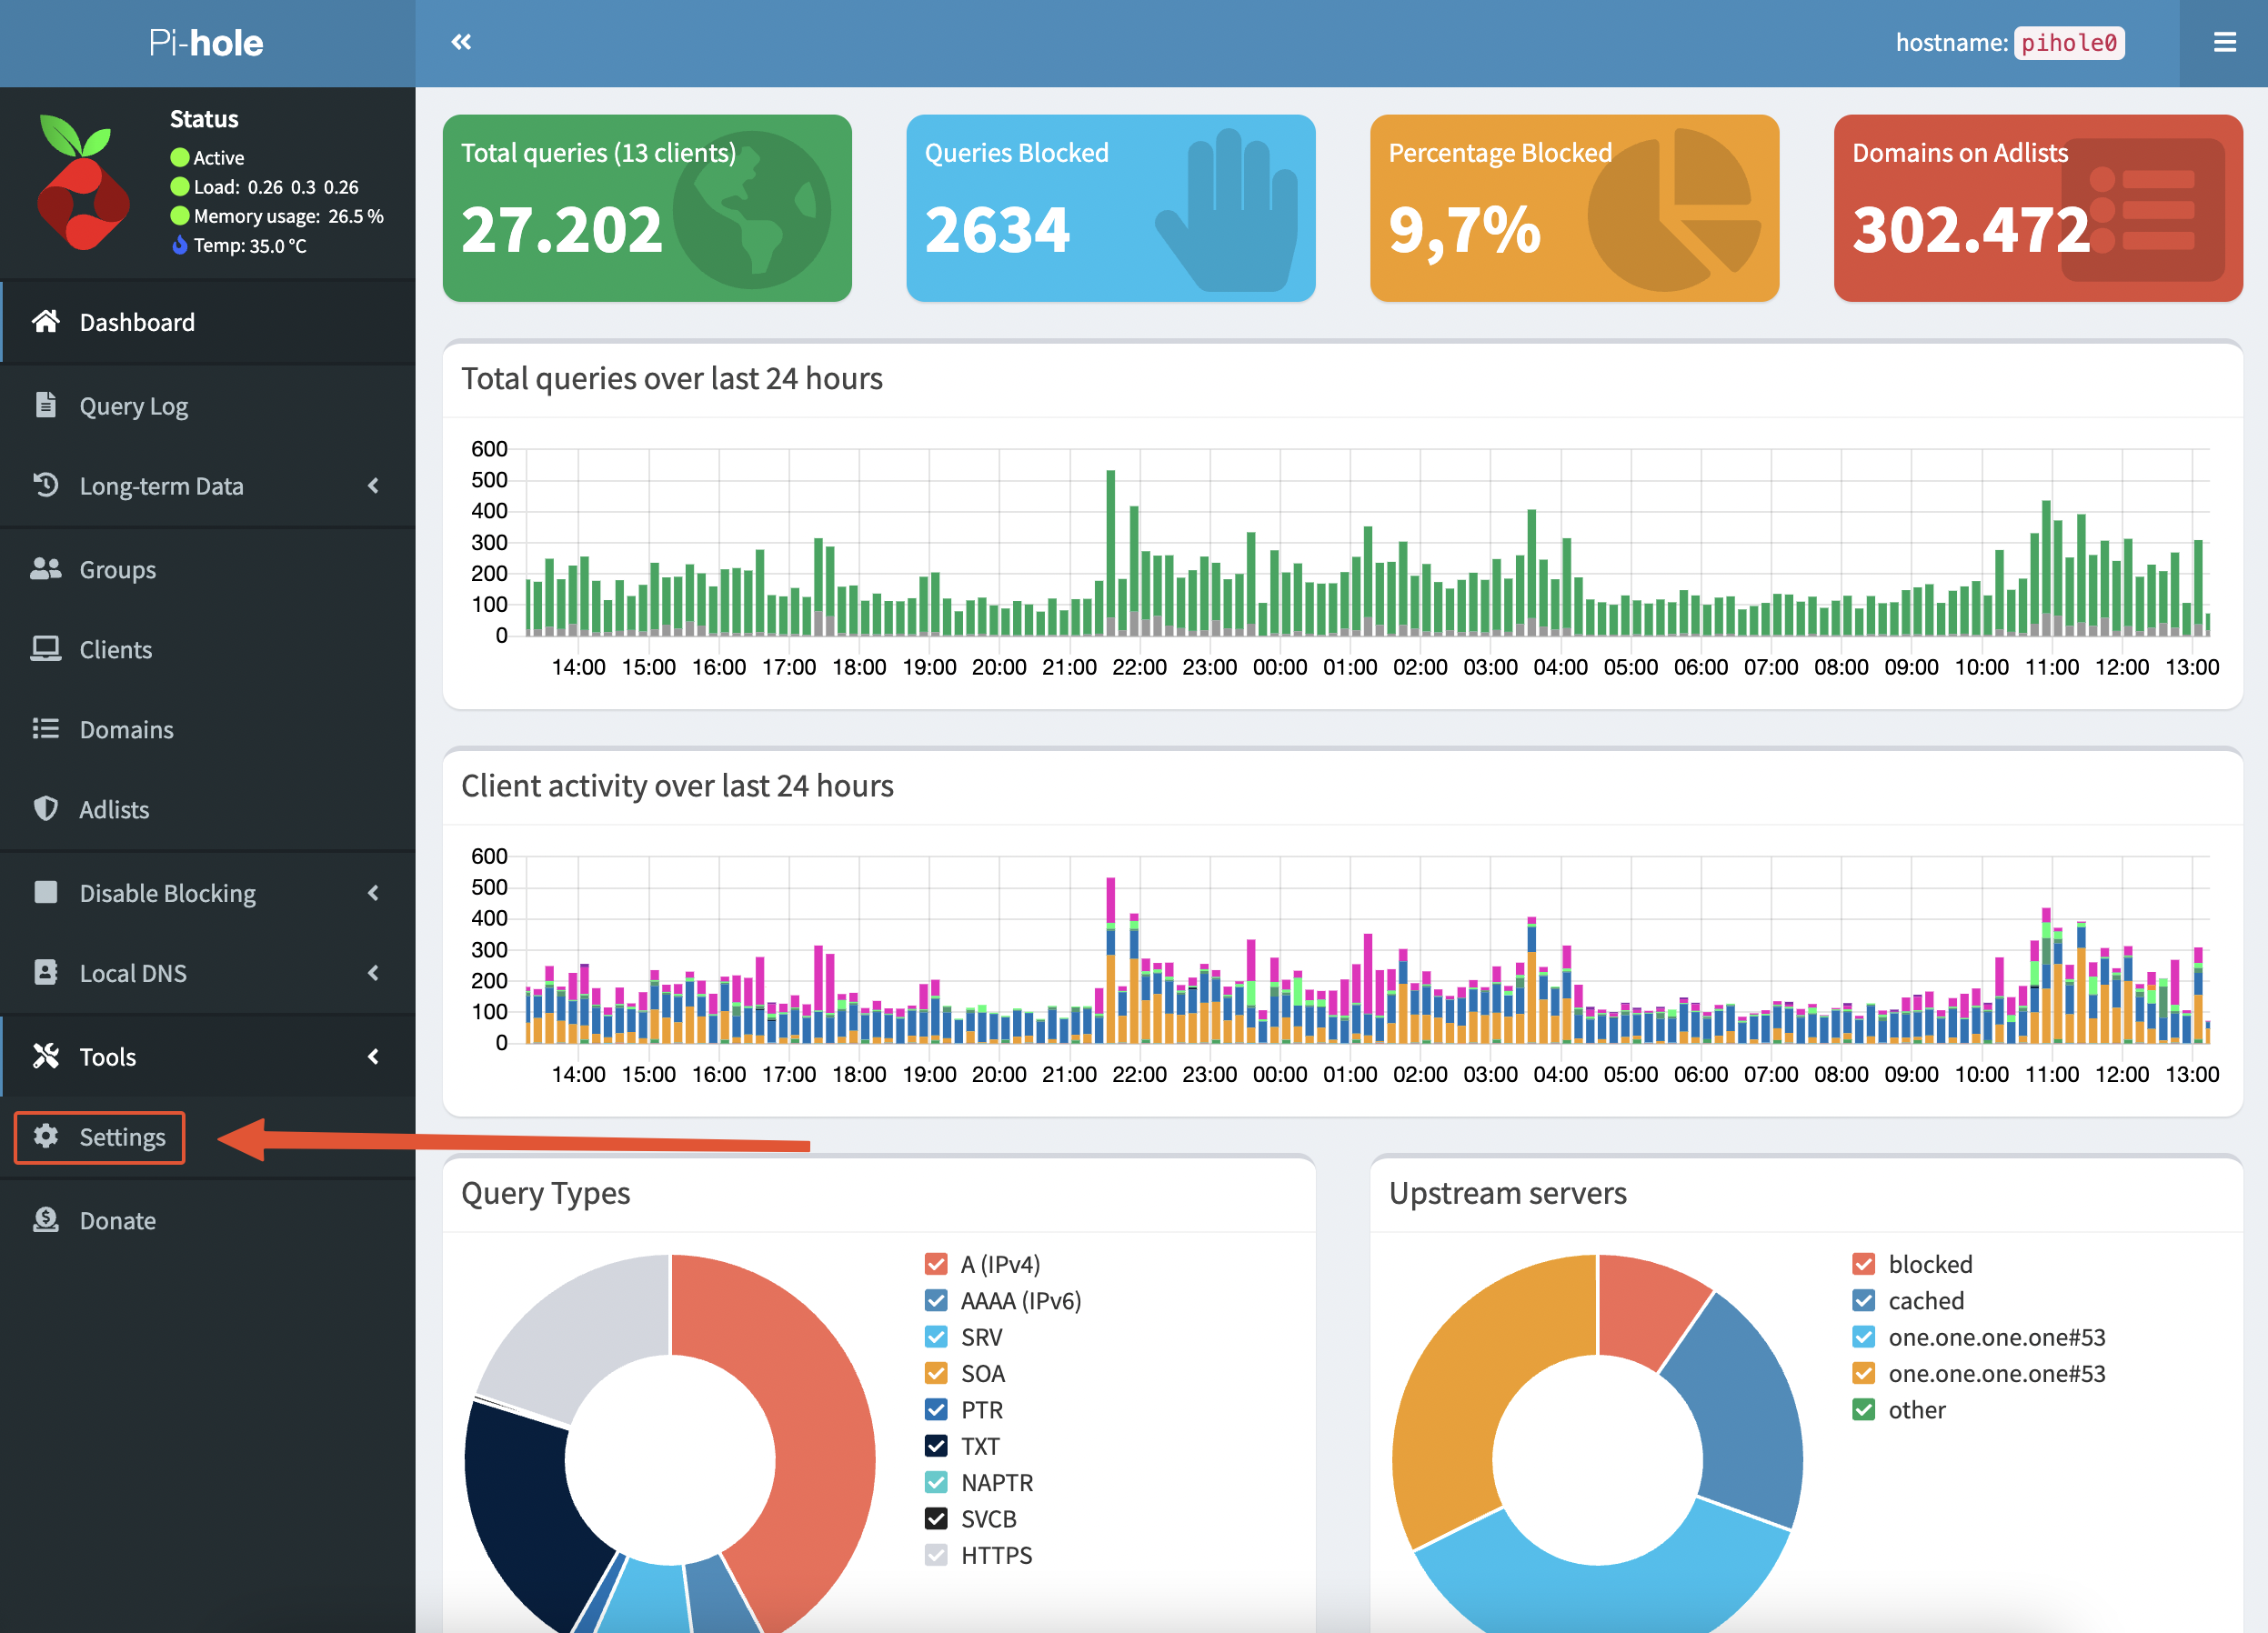 Pi-hole
hostname: pihole0
Status
Active
Load: 0.26 0.3 0.26
Memory usage: 26.5 %
Temp: 35.0 °C
Dashboard
Query Log
Long-term Data
Groups
Clients
Domains
Adlists
Disable Blocking
Local DNS
Tools
Settings
Donate
Total queries (13 clients)
27.202
Queries Blocked
2634
Percentage Blocked
9,7%
Domains on Adlists
302.472
Total queries over last 24 hours
600
500
400
300
200
100
0
14:00 15:00 16:00 17:00 18:00 19:00 20:00 21:00 22:00 23:00 00:00 01:00 02:00 03:00 04:00 05:00 06:00 07:00 08:00 09:00 10:00 11:00 12:00 13:00
Client activity over last 24 hours
600
500
400
300
200
100
0
14:00 15:00 16:00 17:00 18:00 19:00 20:00 21:00 22:00 23:00 00:00 01:00 02:00 03:00 04:00 05:00 06:00 07:00 08:00 09:00 10:00 11:00 12:00 13:00
Query Types
A (IPv4)
AAAA (IPv6)
SRV
SOA
PTR
TXT
NAPTR
SVCB
HTTPS
Upstream servers
blocked
cached
one.one.one.one#53
one.one.one.one#53
other